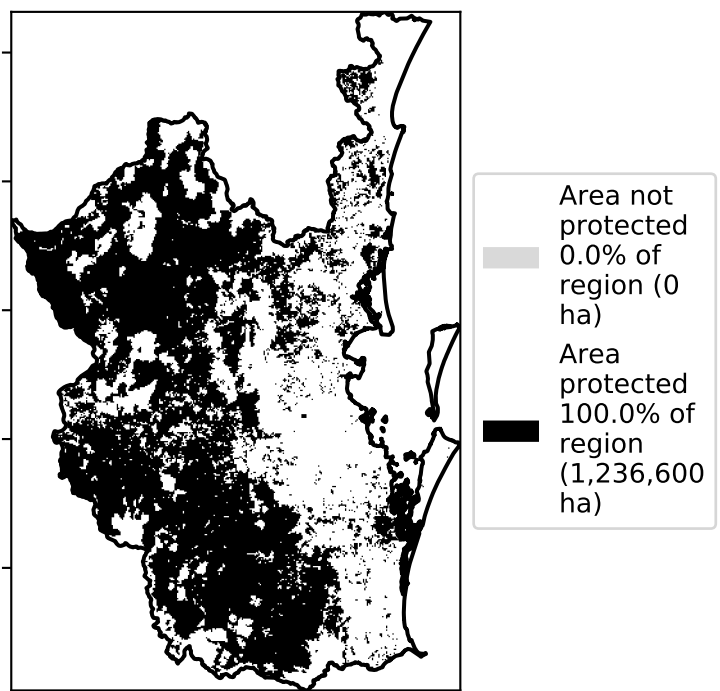 Area not
protected
0.0% of
region (0
ha)
Area
protected
100.0% of
region
(1,236,600
ha)